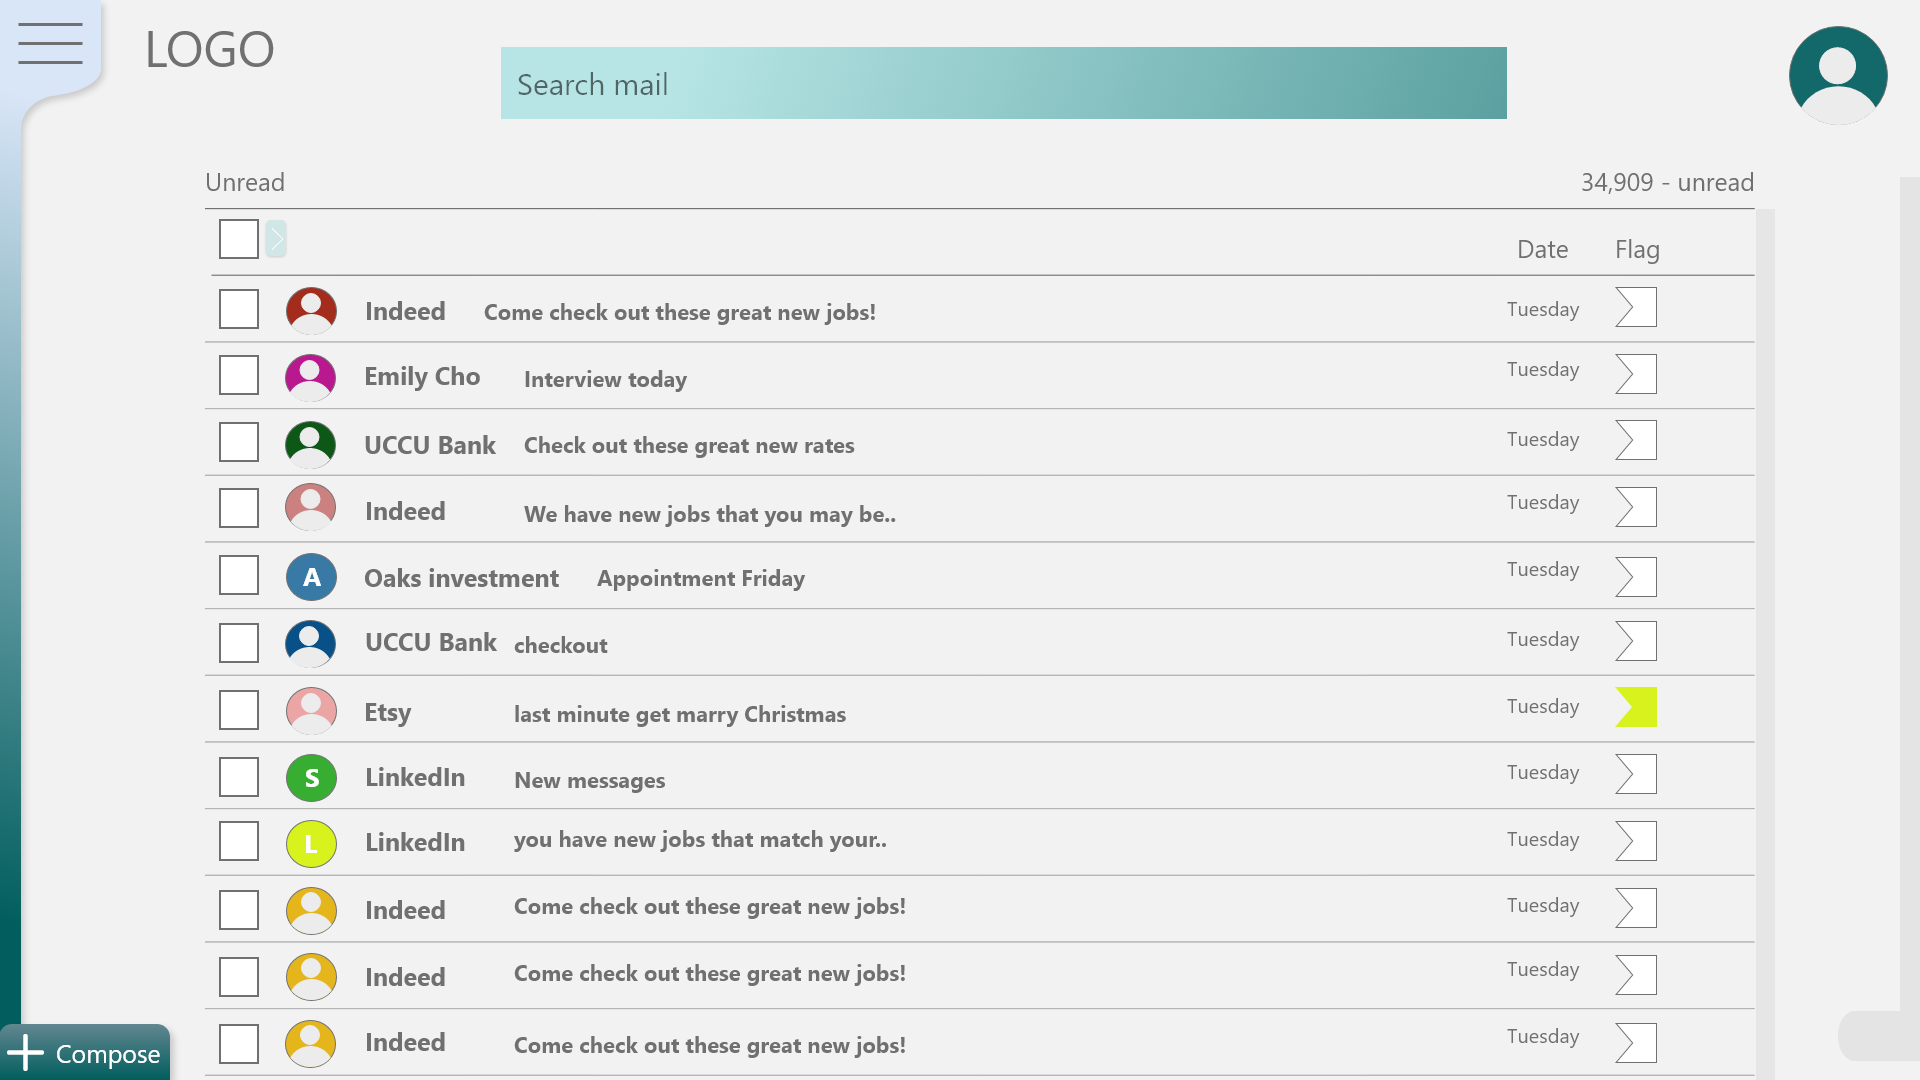 LOGO
Search mail
Unread
34,909 - unread
Date Flag
Indeed Come check out these great new jobs! Tuesday
Emily Cho Interview today Tuesday
UCCU Bank Check out these great new rates Tuesday
Indeed We have new jobs that you may be.. Tuesday
A Oaks investment Appointment Friday Tuesday
UCCU Bank checkout Tuesday
Etsy last minute get marry Christmas Tuesday
S LinkedIn New messages Tuesday
L LinkedIn you have new jobs that match your.. Tuesday
Indeed Come check out these great new jobs! Tuesday
Indeed Come check out these great new jobs! Tuesday
Indeed Come check out these great new jobs! Tuesday
Compose